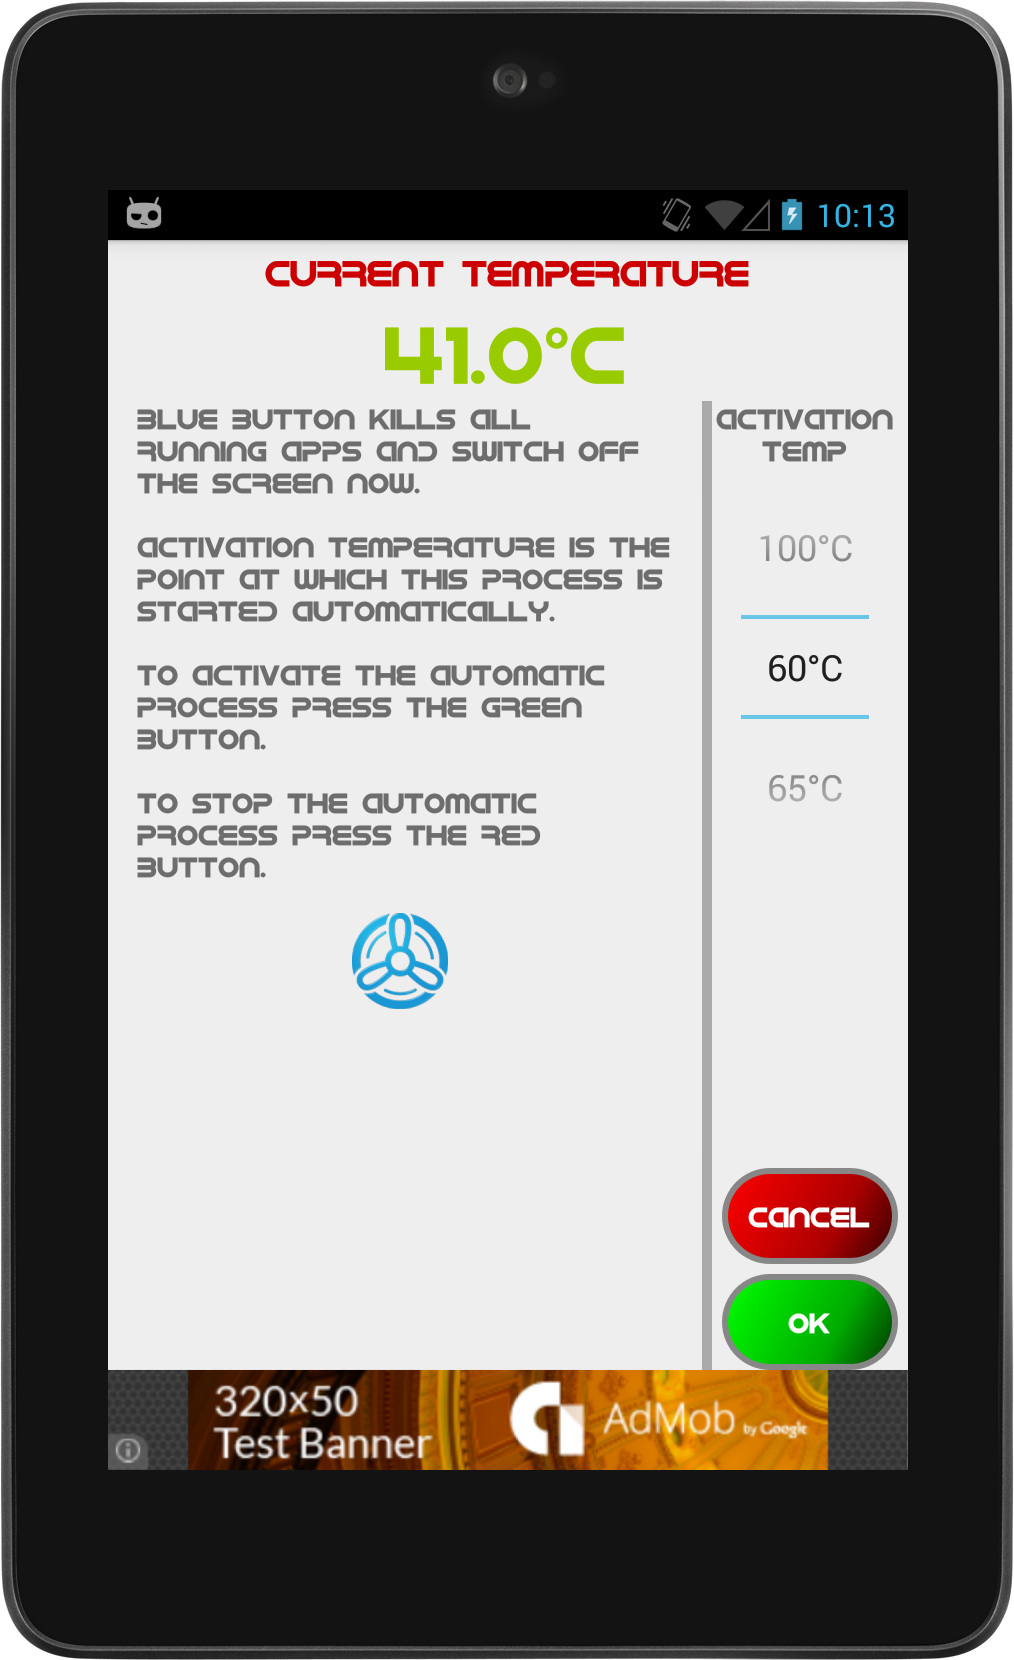 10:13
CURRENT TEMPERATURE
41.0°C
BLUE BUTTON KILLS ALL
RUNNING APPS AND SWITCH OFF
THE SCREEN NOW.
ACTIVATION TEMPERATURE IS THE
POINT AT WHICH THIS PROCESS IS
STARTED AUTOMATICALLY.
TO ACTIVATE THE AUTOMATIC
PROCESS PRESS THE GREEN
BUTTON.
TO STOP THE AUTOMATIC
PROCESS PRESS THE RED
BUTTON.
ACTIVATION
TEMP
100°C
60°C
65°C
CANCEL
OK
320x50
Test Banner
AdMob by Google